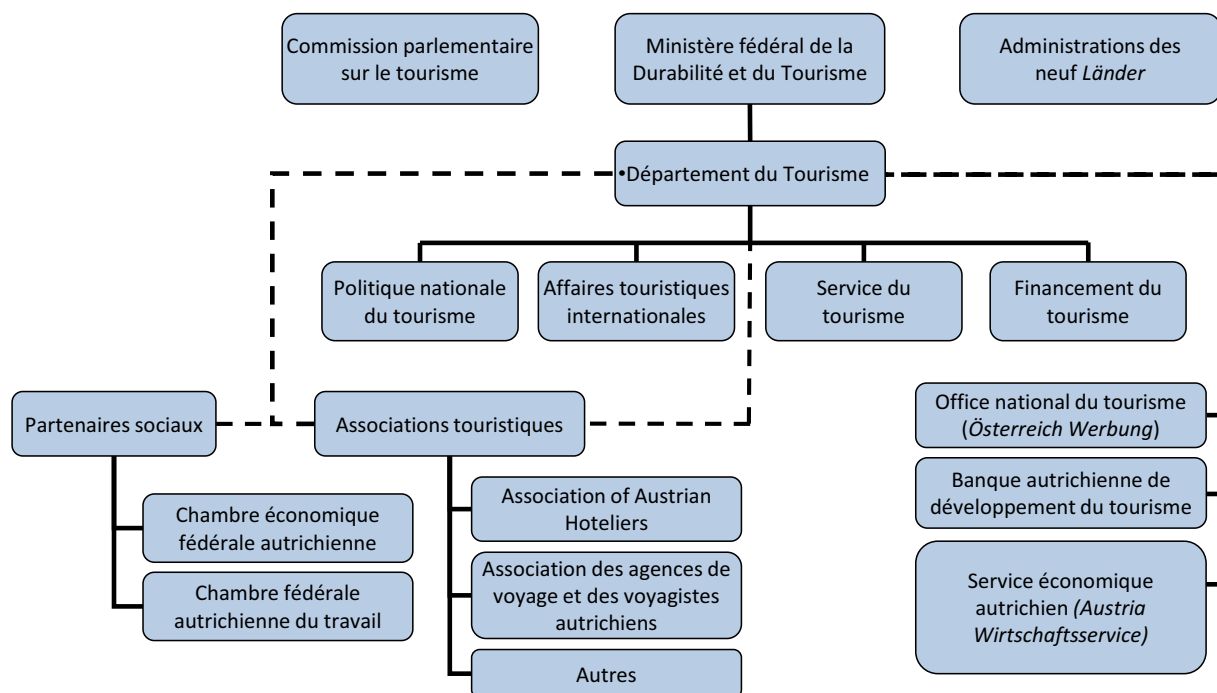 Commission parlementaire
sur le tourisme
Ministère fédéral de la
Durabilité et du Tourisme
Administrations des
neuf Länder
•Département du Tourisme
Politique nationale
du tourisme
Affaires touristiques
internationales
Service du
tourisme
Financement du
tourisme
Partenaires sociaux
Associations touristiques
Office national du tourisme
(Österreich Werbung)
Banque autrichienne de
développement du tourisme
Service économique
autrichien (Austria
Wirtschaftsservice)
Chambre économique
fédérale autrichienne
Chambre fédérale
autrichienne du travail
Association of Austrian
Hoteliers
Association des agences de
voyage et des voyagistes
autrichiens
Autres